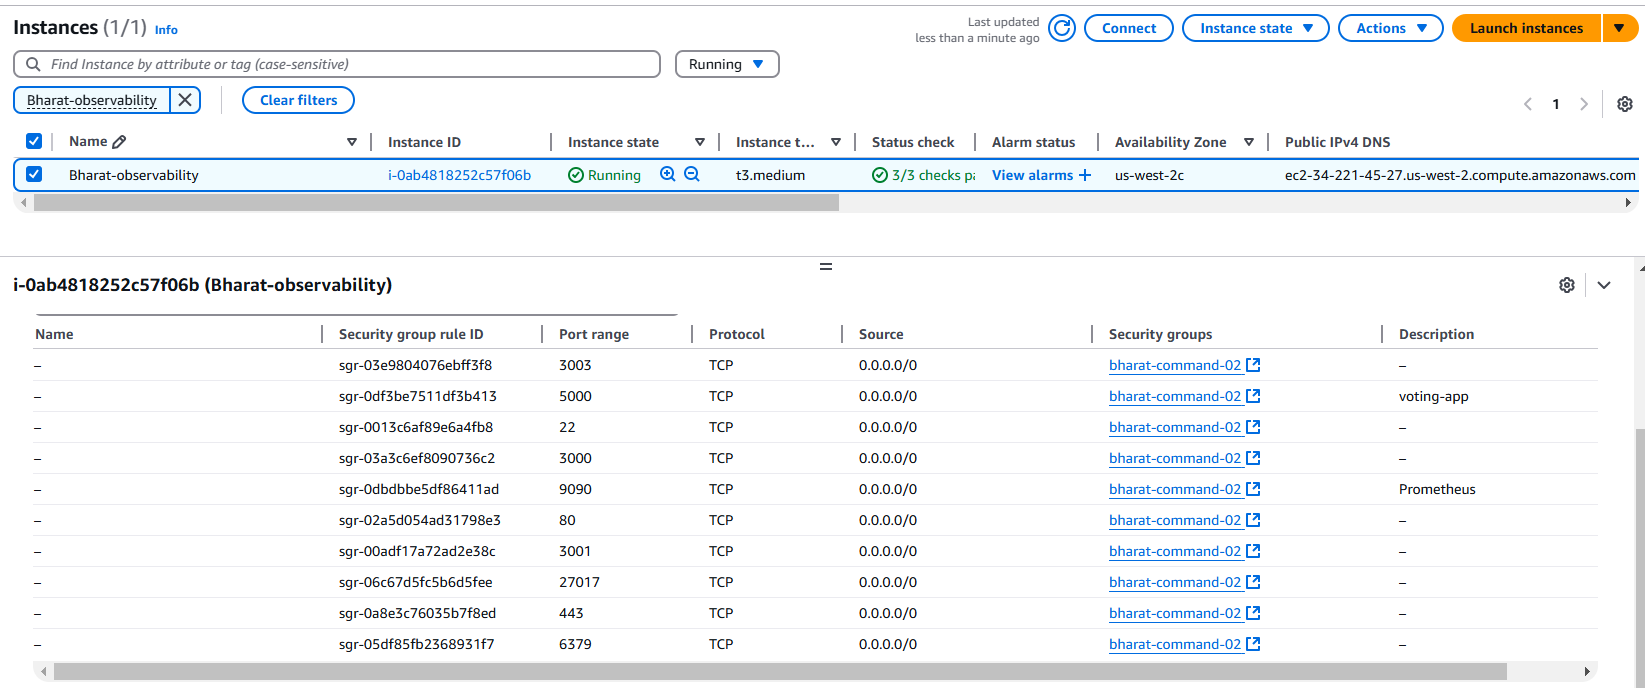 Instances (1/1) Info
Last updated
less than a minute ago
Connect
Instance state
Actions
Launch instances
Find Instance by attribute or tag (case-sensitive)
Running
Bharat-observability
Clear filters
1
Name Instance ID Instance state Instance t... Status check Alarm status Availability Zone Public IPv4 DNS
Bharat-observability i-0ab4818252c57f06b Running t3.medium 3/3 checks pa View alarms + us-west-2c ec2-34-221-45-27.us-west-2.compute.amazonaws.com
i-0ab4818252c57f06b (Bharat-observability)
Name Security group rule ID Port range Protocol Source Security groups Description
– sgr-03e9804076ebff3f8 3003 TCP 0.0.0.0/0 bharat-command-02 –
– sgr-0df3be7511df3b413 5000 TCP 0.0.0.0/0 bharat-command-02 voting-app
– sgr-0013c6af89e6a4fb8 22 TCP 0.0.0.0/0 bharat-command-02 –
– sgr-03a3c6ef8090736c2 3000 TCP 0.0.0.0/0 bharat-command-02 –
– sgr-0dbdbbe5df86411ad 9090 TCP 0.0.0.0/0 bharat-command-02 Prometheus
– sgr-02a5d054ad31798e3 80 TCP 0.0.0.0/0 bharat-command-02 –
– sgr-00adf17a72ad2e38c 3001 TCP 0.0.0.0/0 bharat-command-02 –
– sgr-06c67d5fc5b6d5fee 27017 TCP 0.0.0.0/0 bharat-command-02 –
– sgr-0a8e3c76035b7f8ed 443 TCP 0.0.0.0/0 bharat-command-02 –
– sgr-05df85fb2368931f7 6379 TCP 0.0.0.0/0 bharat-command-02 –